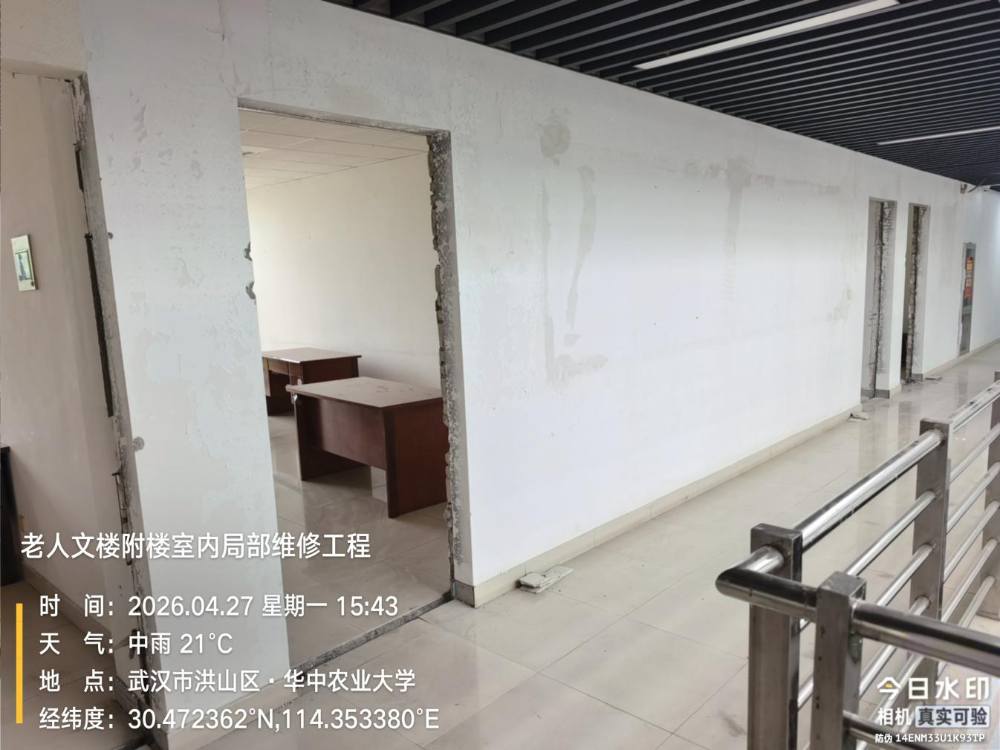 老人文楼附楼室内局部维修工程
时 间：2026.04.27 星期一 15:43
天 气：中雨 21°C
地 点：武汉市洪山区·华中农业大学
经纬度：30.472362°N,114.353380°E
今日水印
相机 真实可验
防伪 14ENM33U1K93TP